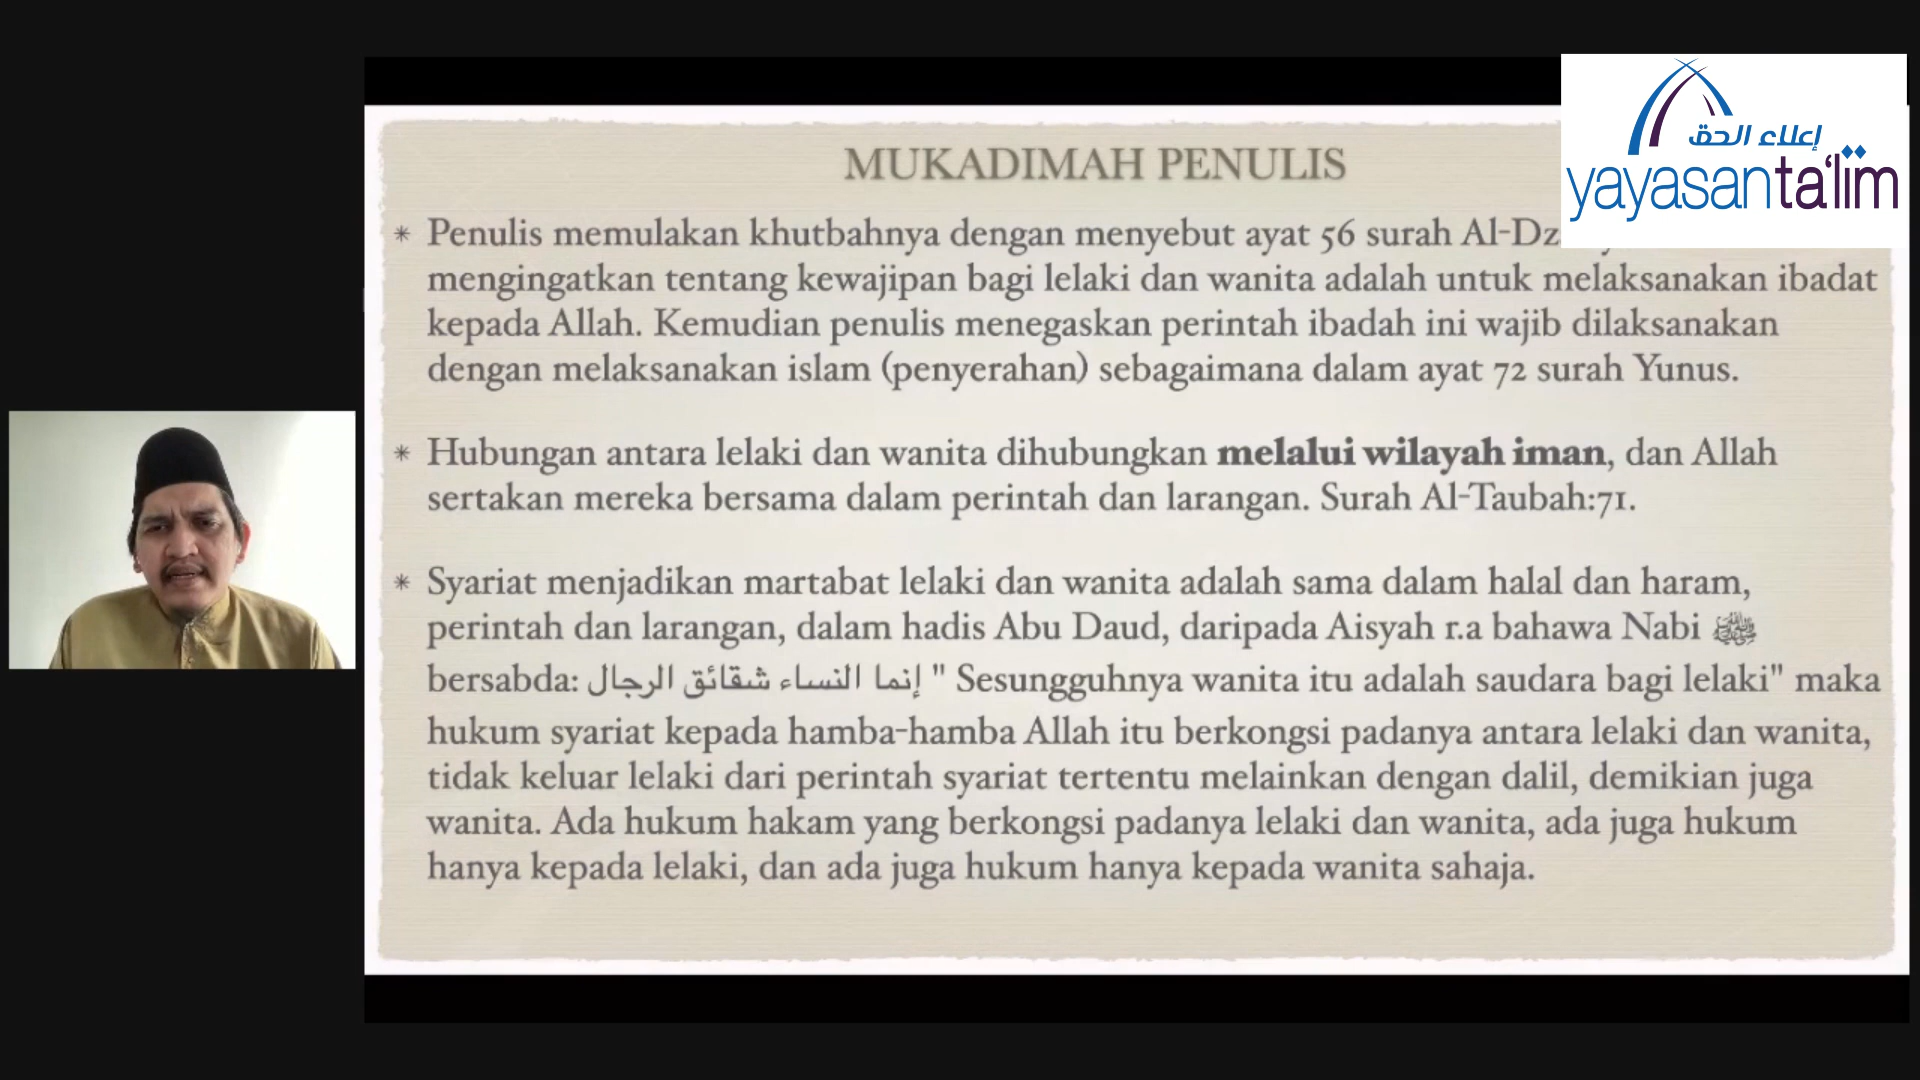 إعلاء الحق
yayasanta'lim
MUKADIMAH PENULIS
* Penulis memulakan khutbahnya dengan menyebut ayat 56 surah
mengingatkan tentang kewajipan bagi lelaki dan wanita adalah untuk melaksanakan ibadat
kepada Allah. Kemudian penulis menegaskan perintah ibadah ini wajib dilaksanakan
dengan melaksanakan islam (penyerahan) sebagaimana dalam ayat 72 surah Yunus.
* Hubungan antara lelaki dan wanita dihubungkan melalui wilayah iman, dan Allah
sertakan mereka bersama dalam perintah dan larangan. Surah Al-Taubah:71.
* Syariat menjadikan martabat lelaki dan wanita adalah sama dalam halal dan haram,
perintah dan larangan, dalam hadis Abu Daud, daripada Aisyah r.a bahawa Nabi ﷺ
bersabda: إنما النساء شقائق الرجال " Sesungguhnya wanita itu adalah saudara bagi lelaki" maka
hukum syariat kepada hamba-hamba Allah itu berkongsi padanya antara lelaki dan wanita,
tidak keluar lelaki dari perintah syariat tertentu melainkan dengan dalil, demikian juga
wanita. Ada hukum hakam yang berkongsi padanya lelaki dan wanita, ada juga hukum
hanya kepada lelaki, dan ada juga hukum hanya kepada wanita sahaja.